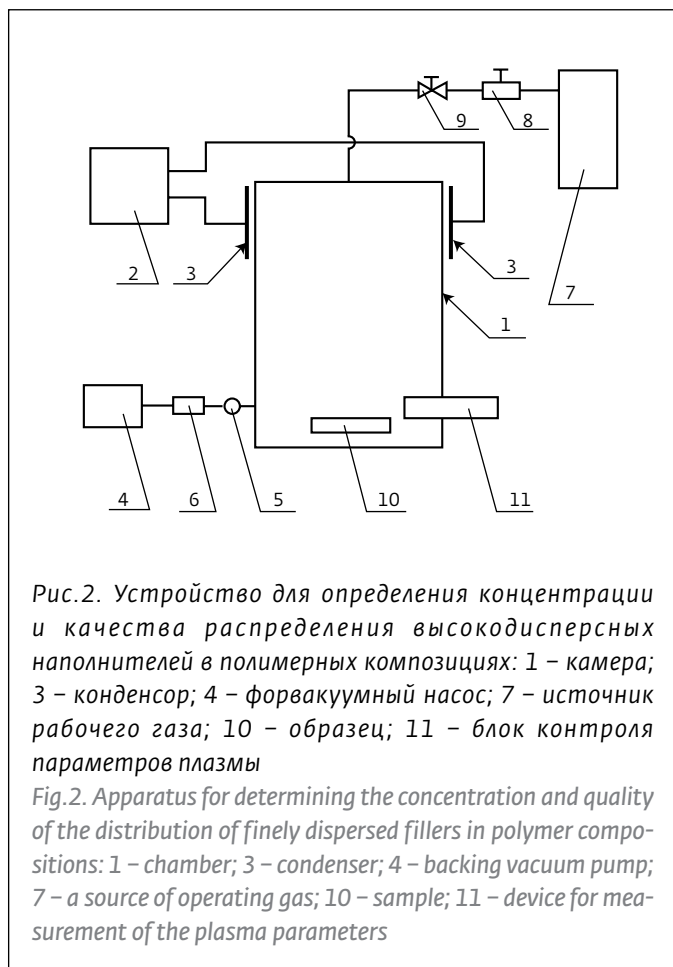 9
8
2
3
3
7
1
4
6
5
10
11
Рис.2. Устройство для определения концентрации
и качества распределения высокодисперсных
наполнителей в полимерных композициях: 1 – камера;
3 – конденсор; 4 – форвакуумный насос; 7 – источник
рабочего газа; 10 – образец; 11 – блок контроля
параметров плазмы
Fig.2. Apparatus for determining the concentration and quality
of the distribution of finely dispersed fillers in polymer compo-
sitions: 1 – chamber; 3 – condenser; 4 – backing vacuum pump;
7 – a source of operating gas; 10 – sample; 11 – device for mea-
surement of the plasma parameters